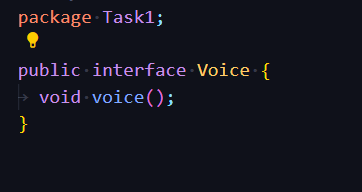 package Task1;
public interface Voice {
void voice();
}